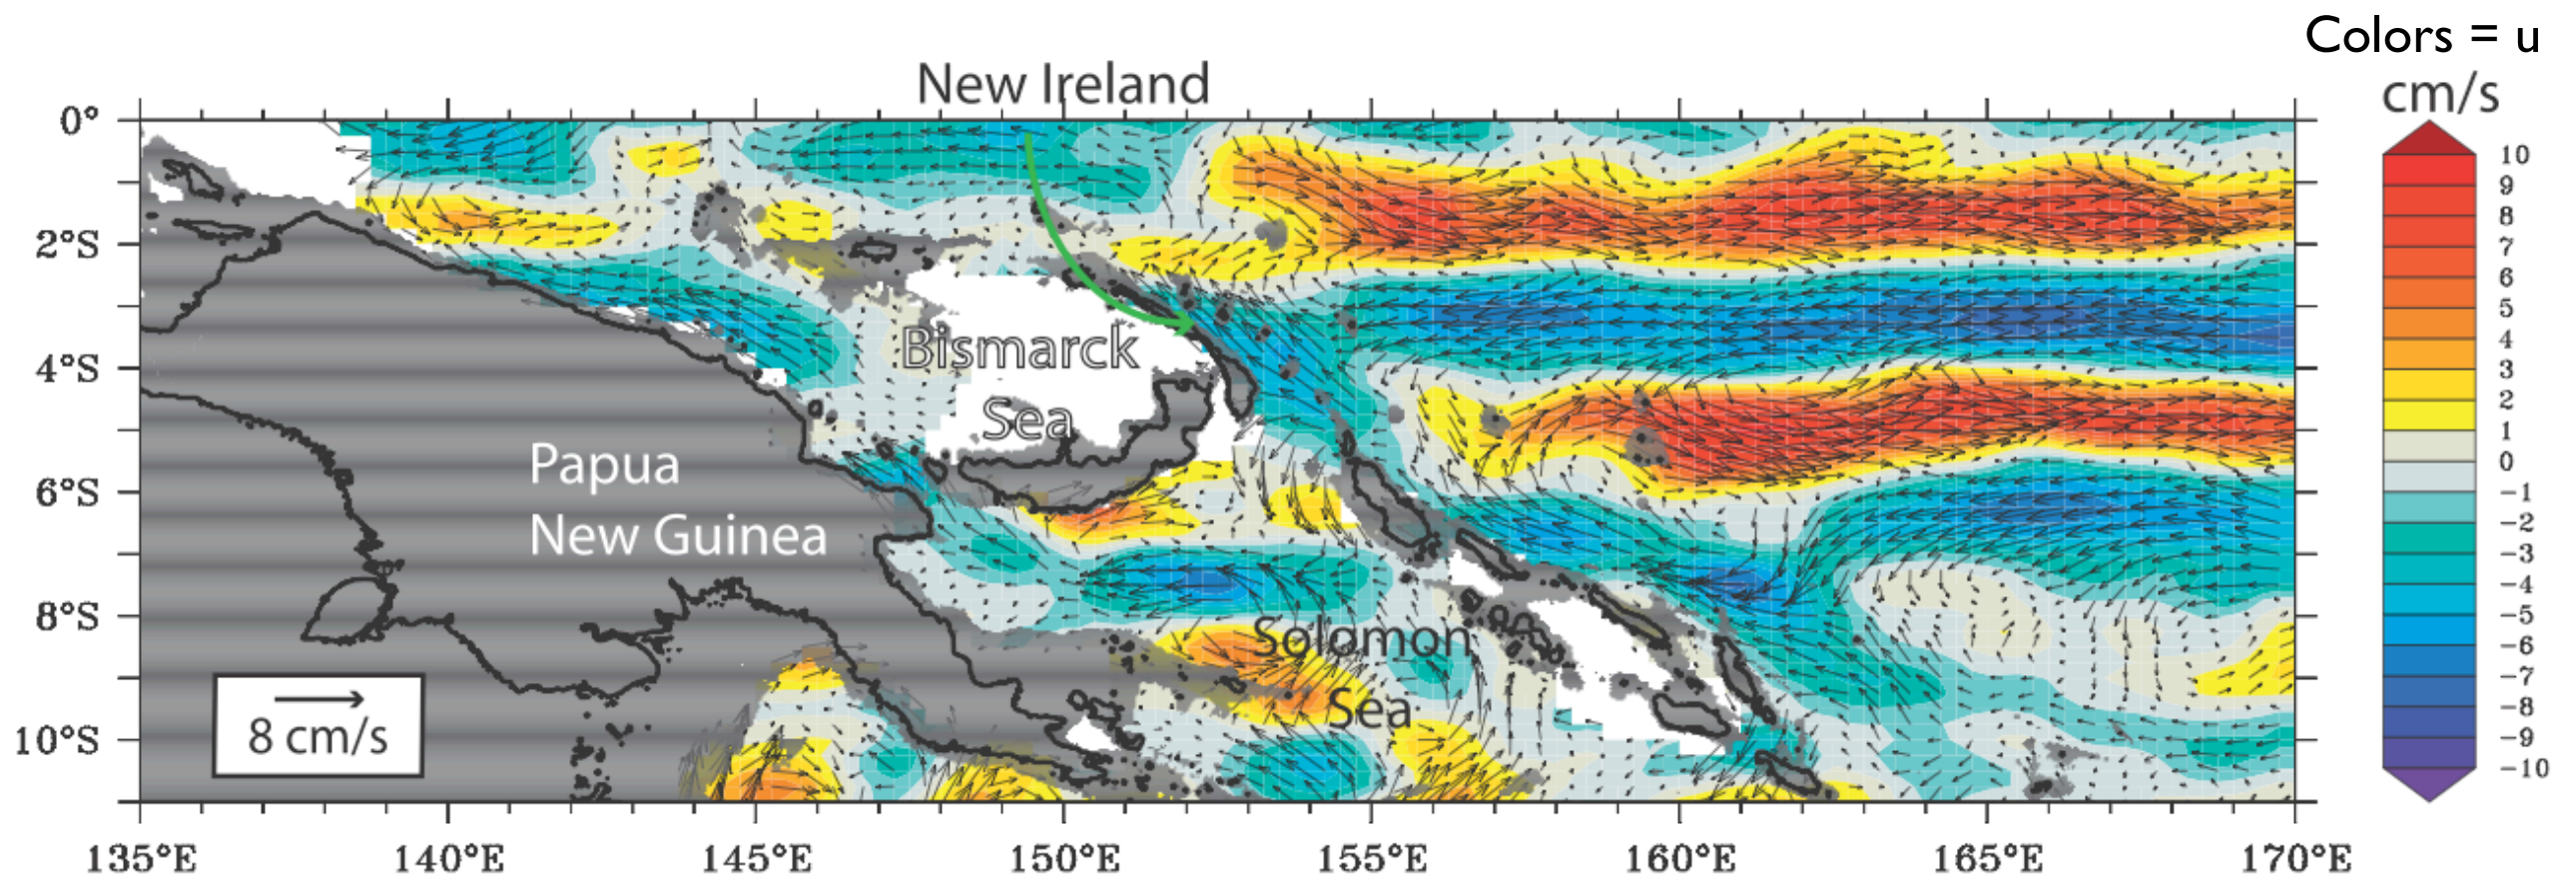 Colors = u
cm/s
New Ireland
0°
2°S
4°S
6°S
8°S
10°S
Bismarck
Sea
Papua
New Guinea
Solomon
Sea
8 cm/s
135°E
140°E
145°E
150°E
155°E
160°E
165°E
170°E
10
9
8
7
6
5
4
3
2
1
0
−1
−2
−3
−4
−5
−6
−7
−8
−9
−10